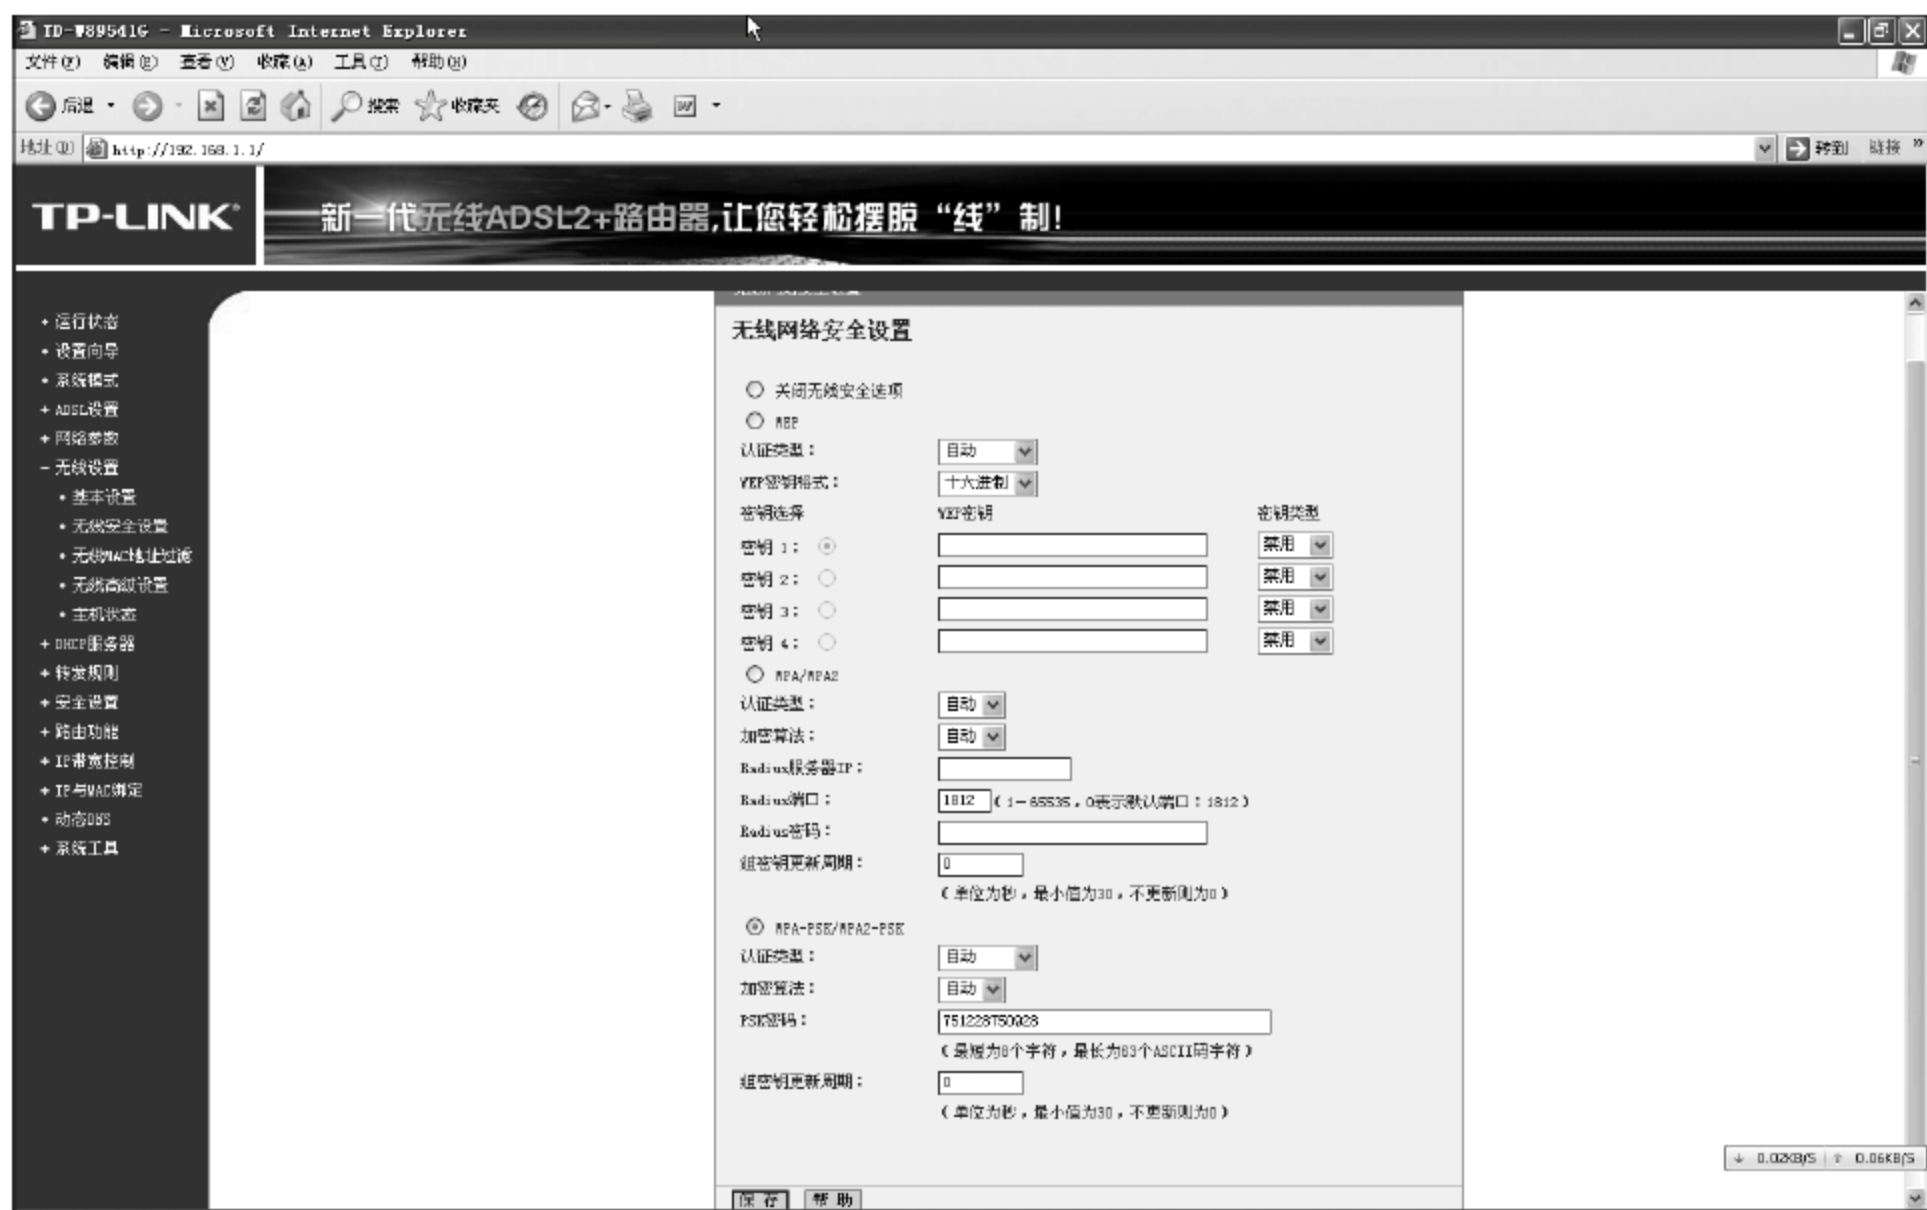 TD-W89541G - Microsoft Internet Explorer
文件(F) 编辑(E) 查看(V) 收藏(A) 工具(T) 帮助(H)
后退 搜索 收藏夹
地址(D) http://192.168.1.1/ 转到 链接 »
TP-LINK® 新一代无线ADSL2+路由器,让您轻松摆脱“线”制!
• 运行状态
• 设置向导
• 系统模式
+ ADSL设置
+ 网络参数
- 无线设置
• 基本设置
• 无线安全设置
• 无线MAC地址过滤
• 无线高级设置
• 主机状态
+ DHCP服务器
+ 转发规则
+ 安全设置
+ 路由功能
+ IP带宽控制
+ IP与MAC绑定
• 动态DNS
+ 系统工具
无线网络安全设置
关闭无线安全选项
WEP
认证类型: 自动
WEP密钥格式: 十六进制
密钥选择 WEP密钥 密钥类型
密钥 1: 禁用
密钥 2: 禁用
密钥 3: 禁用
密钥 4: 禁用
WPA/WPA2
认证类型: 自动
加密算法: 自动
Radius服务器IP:
Radius端口: 1812 (1-65535,0表示默认端口:1812)
Radius密码:
组密钥更新周期: 0
(单位为秒,最小值为30,不更新则为0)
WPA-PSK/WPA2-PSK
认证类型: 自动
加密算法: 自动
PSK密码: 751228750928
(最短为8个字符,最长为63个ASCII码字符)
组密钥更新周期: 0
(单位为秒,最小值为30,不更新则为0)
↓ 0.02KB/S ↑ 0.06KB/S
保 存 帮 助